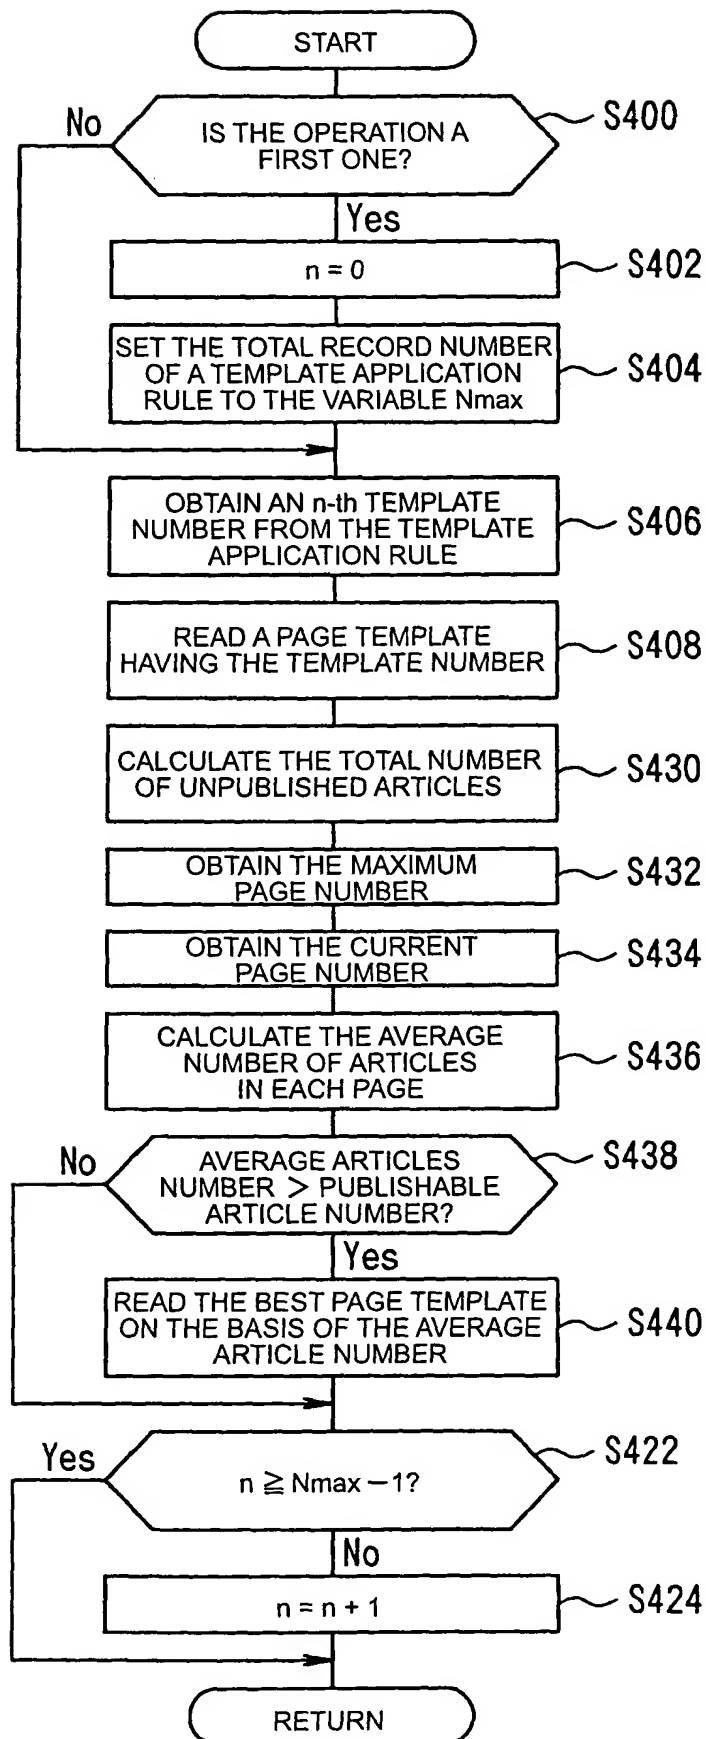 START
No
IS THE OPERATION A
FIRST ONE?
S400
Yes
n = 0
S402
SET THE TOTAL RECORD NUMBER
OF A TEMPLATE APPLICATION
RULE TO THE VARIABLE Nmax
S404
OBTAIN AN n-th TEMPLATE
NUMBER FROM THE TEMPLATE
APPLICATION RULE
S406
READ A PAGE TEMPLATE
HAVING THE TEMPLATE NUMBER
S408
CALCULATE THE TOTAL NUMBER
OF UNPUBLISHED ARTICLES
S430
OBTAIN THE MAXIMUM
PAGE NUMBER
S432
OBTAIN THE CURRENT
PAGE NUMBER
S434
CALCULATE THE AVERAGE
NUMBER OF ARTICLES
IN EACH PAGE
S436
No
AVERAGE ARTICLES
NUMBER > PUBLISHABLE
ARTICLE NUMBER?
S438
Yes
READ THE BEST PAGE TEMPLATE
ON THE BASIS OF THE AVERAGE
ARTICLE NUMBER
S440
Yes
n ≧ Nmax – 1?
S422
No
n = n + 1
S424
RETURN